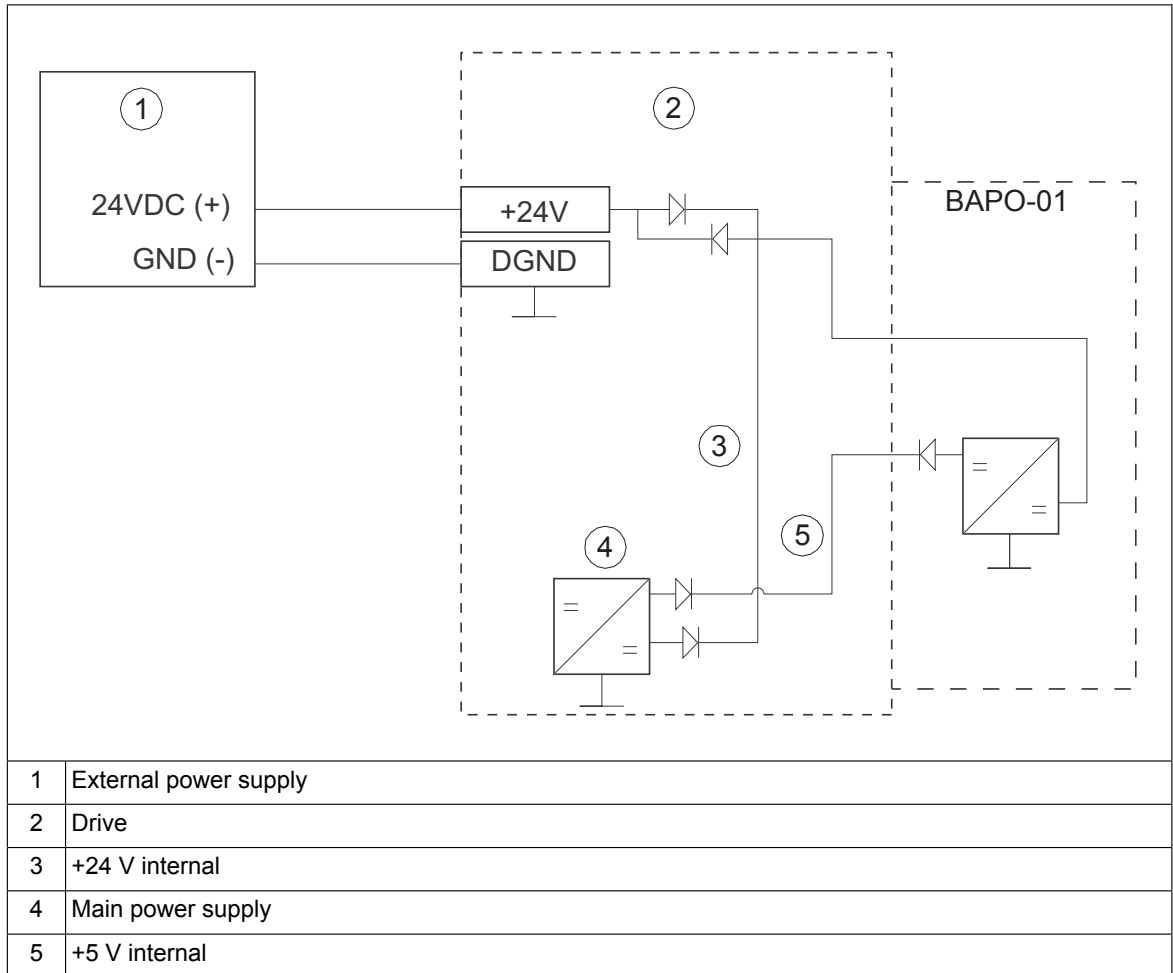 1
2
24VDC (+)
+24V
BAPO-01
GND (-)
DGND
3
5
4
1 External power supply
2 Drive
3 +24 V internal
4 Main power supply
5 +5 V internal